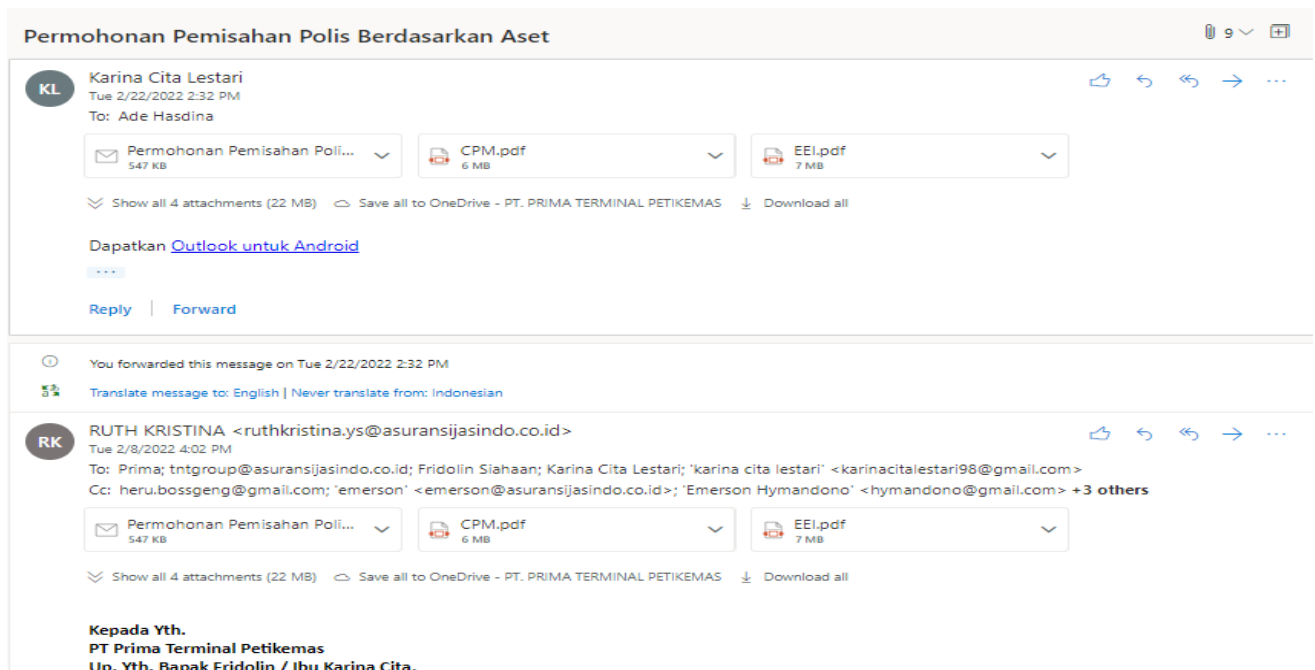 Permohonan Pemisahan Polis Berdasarkan Aset
9
KL
Karina Cita Lestari
Tue 2/22/2022 2:32 PM
To: Ade Hasdina
Permohonan Pemisahan Poli...
547 KB
CPM.pdf
6 MB
EEI.pdf
7 MB
Show all 4 attachments (22 MB)
Save all to OneDrive - PT. PRIMA TERMINAL PETIKEMAS
Download all
Dapatkan Outlook untuk Android
...
Reply | Forward
You forwarded this message on Tue 2/22/2022 2:32 PM
Translate message to: English | Never translate from: Indonesian
RK
RUTH KRISTINA <ruthkristina.ys@asuransijasindo.co.id>
Tue 2/8/2022 4:02 PM
To: Prima; tntgroup@asuransijasindo.co.id; Fridolin Siahaan; Karina Cita Lestari; 'karina cita lestari' <karinacitalestari98@gmail.com>
Cc: heru.bossgeng@gmail.com; 'emerson' <emerson@asuransijasindo.co.id>; 'Emerson Hymandono' <hymandono@gmail.com> +3 others
Permohonan Pemisahan Poli...
547 KB
CPM.pdf
6 MB
EEI.pdf
7 MB
Show all 4 attachments (22 MB)
Save all to OneDrive - PT. PRIMA TERMINAL PETIKEMAS
Download all
Kepada Yth.
PT Prima Terminal Petikemas
Up. Yth. Bapak Fridolin / Ibu Karina Cita,